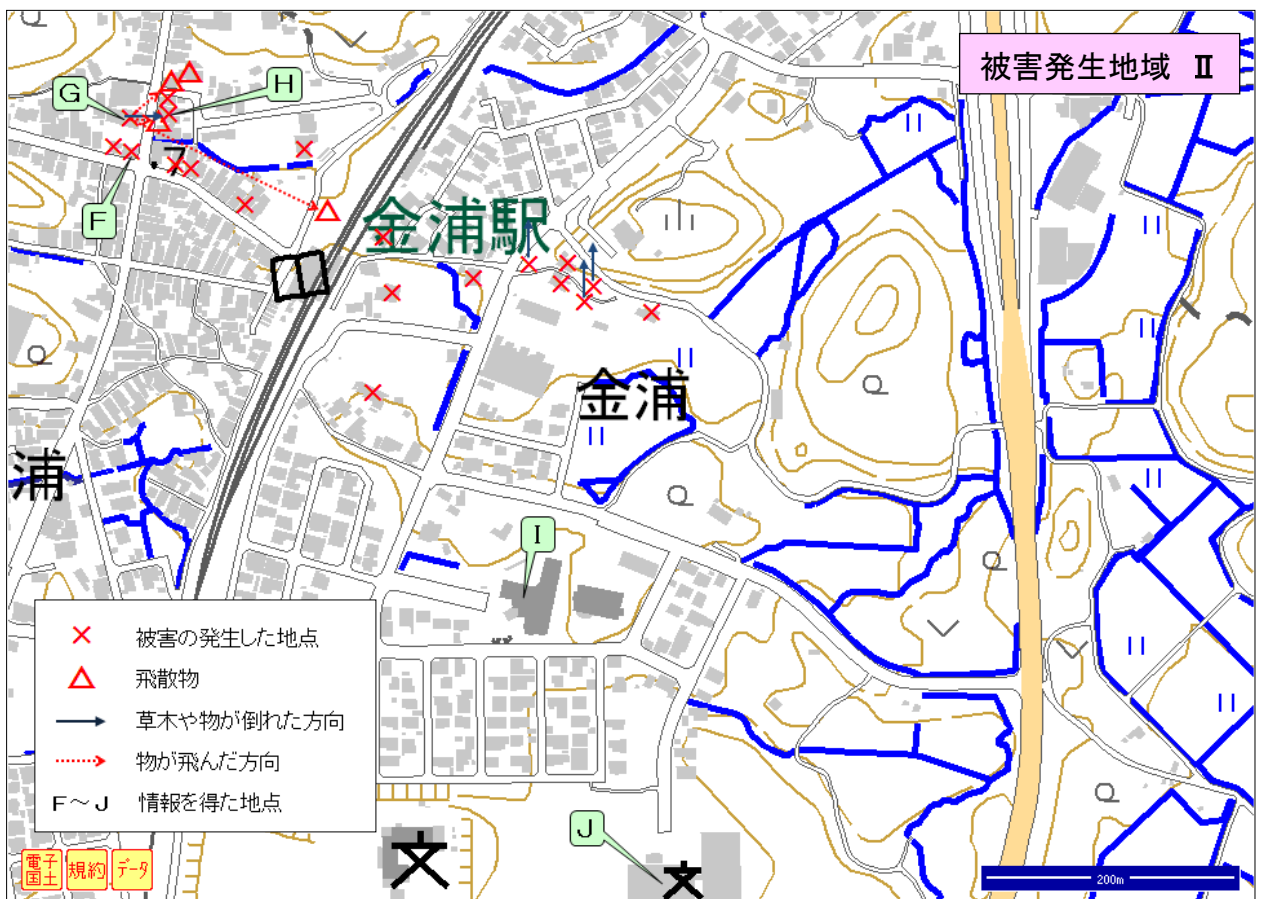 被害発生地域 Ⅱ
G
H
.7
F
金浦駅
金浦
浦
I
× 被害の発生した地点
△ 飛散物
→ 草木や物が倒れた方向
物が飛んだ方向
F～J 情報を得た地点
J
文
文
電子
国土
規約
データ
200m